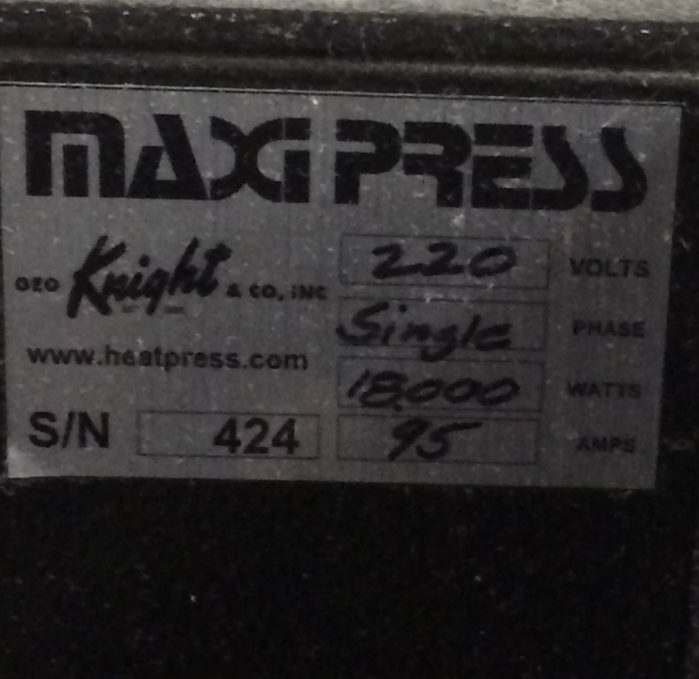 MAXI PRESS
GEO Knight & CO, INC
220 VOLTS
Single PHASE
www.heatpress.com
18,000 WATTS
S/N 424
95 AMPS